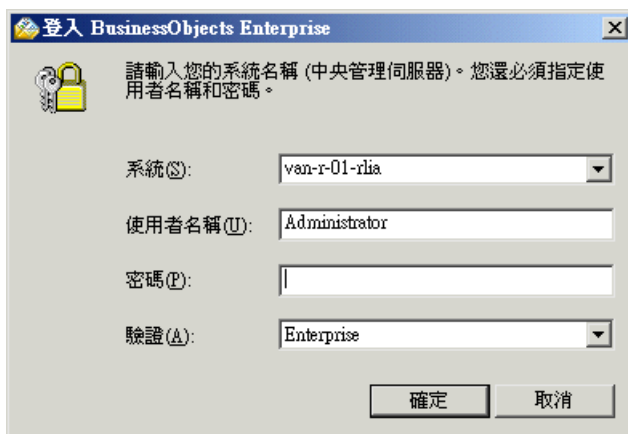 登入 BusinessObjects Enterprise
請輸入您的系統名稱 (中央管理伺服器)。您還必須指定使
用者名稱和密碼。
系統(S): van-r-01-rlia
使用者名稱(U): Administrator
密碼(P):
驗證(A): Enterprise
確定 取消